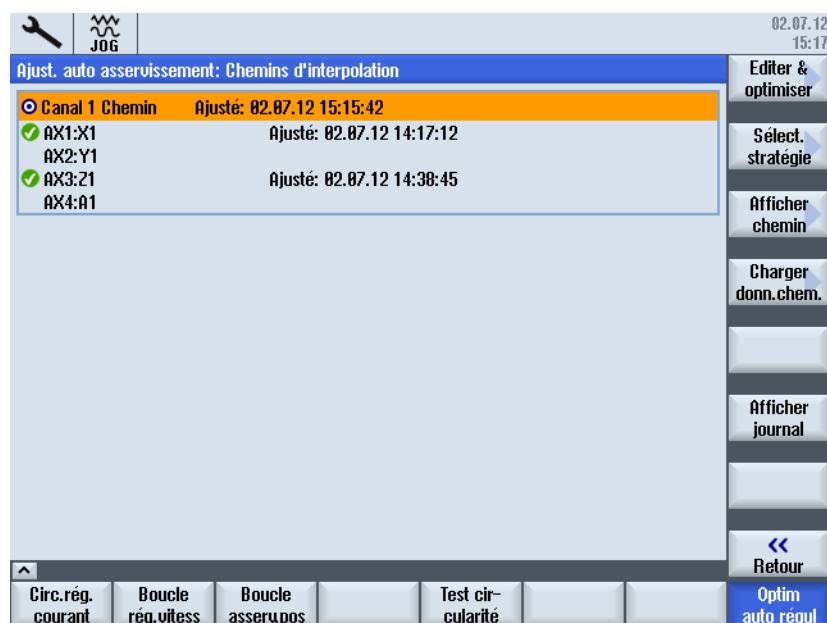 JOG
02.07.12
15:17
Ajust. auto asservissement: Chemins d'interpolation
Canal 1 Chemin Ajusté: 02.07.12 15:15:42
AX1:X1 Ajusté: 02.07.12 14:17:12
AX2:Y1
AX3:Z1 Ajusté: 02.07.12 14:38:45
AX4:A1
Editer &
optimiser
Sélect.
stratégie
Afficher
chemin
Charger
donn.chem.
Afficher
journal
<<
Retour
Circ.rég.
courant
Boucle
rég.vitess
Boucle
asserv.pos
Test cir-
cularité
Optim
auto régul